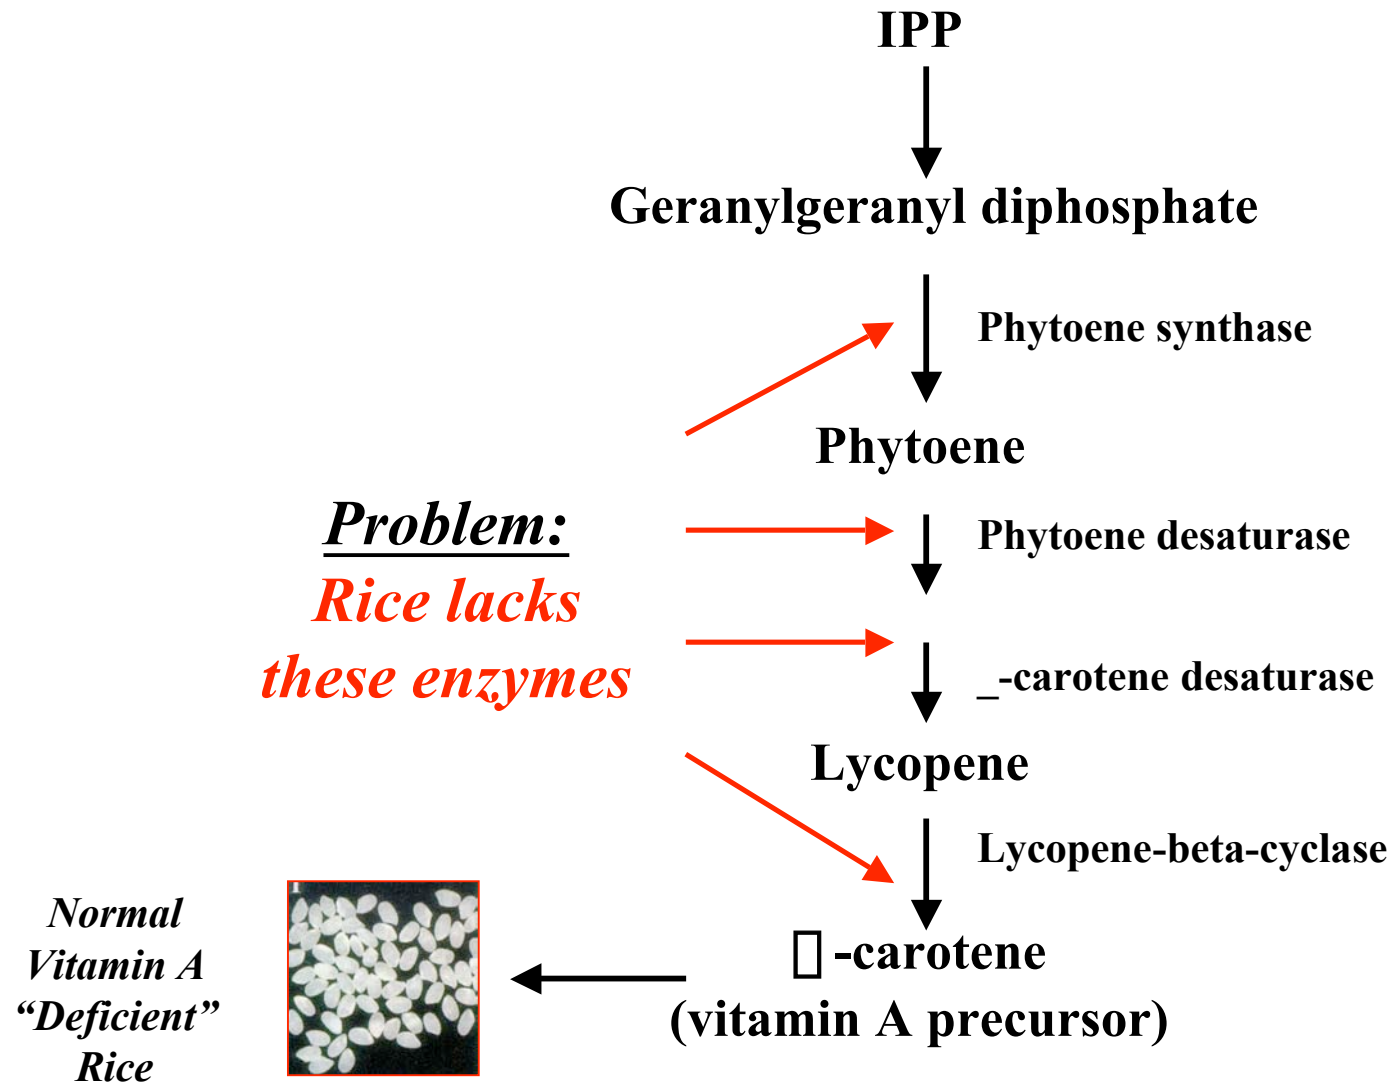 IPP
Geranylgeranyl diphosphate
Phytoene synthase
Phytoene
Phytoene desaturase
Problem:
Rice lacks
these enzymes
_-carotene desaturase
Lycopene
Lycopene-beta-cyclase
▯-carotene
(vitamin A precursor)
Normal
Vitamin A
“Deficient”
Rice